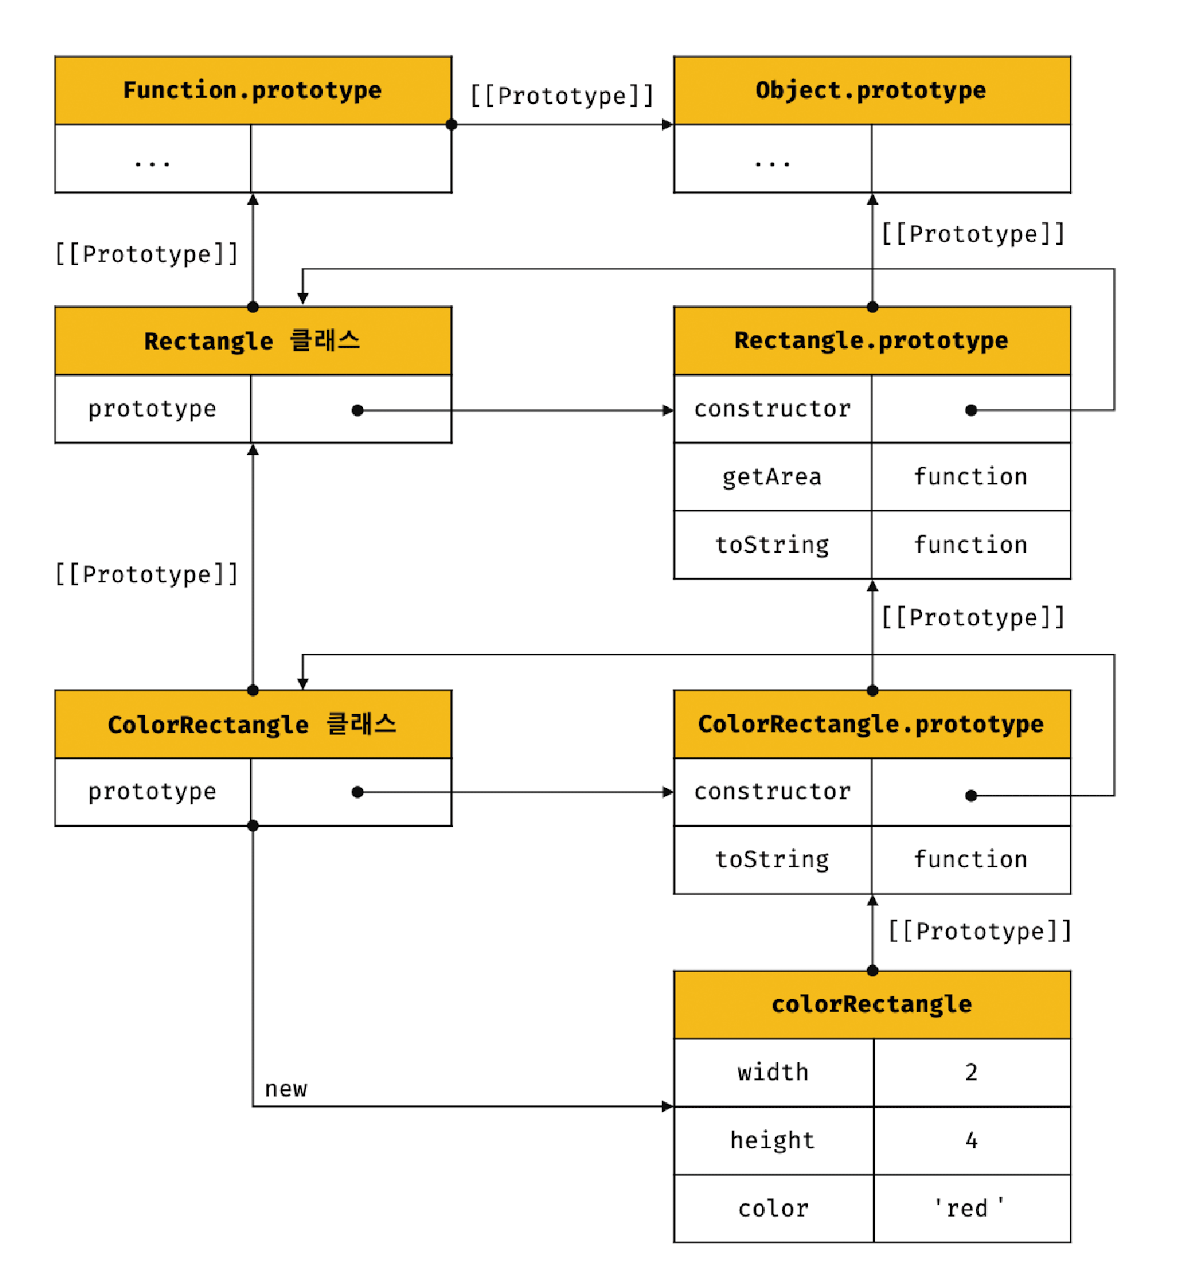 Function.prototype
[[Prototype]]
Object.prototype
...
...
[[Prototype]]
[[Prototype]]
Rectangle 클래스
Rectangle.prototype
prototype
constructor
getArea function
toString function
[[Prototype]]
[[Prototype]]
ColorRectangle 클래스
ColorRectangle.prototype
prototype
constructor
toString function
[[Prototype]]
colorRectangle
width 2
new
height 4
color 'red'